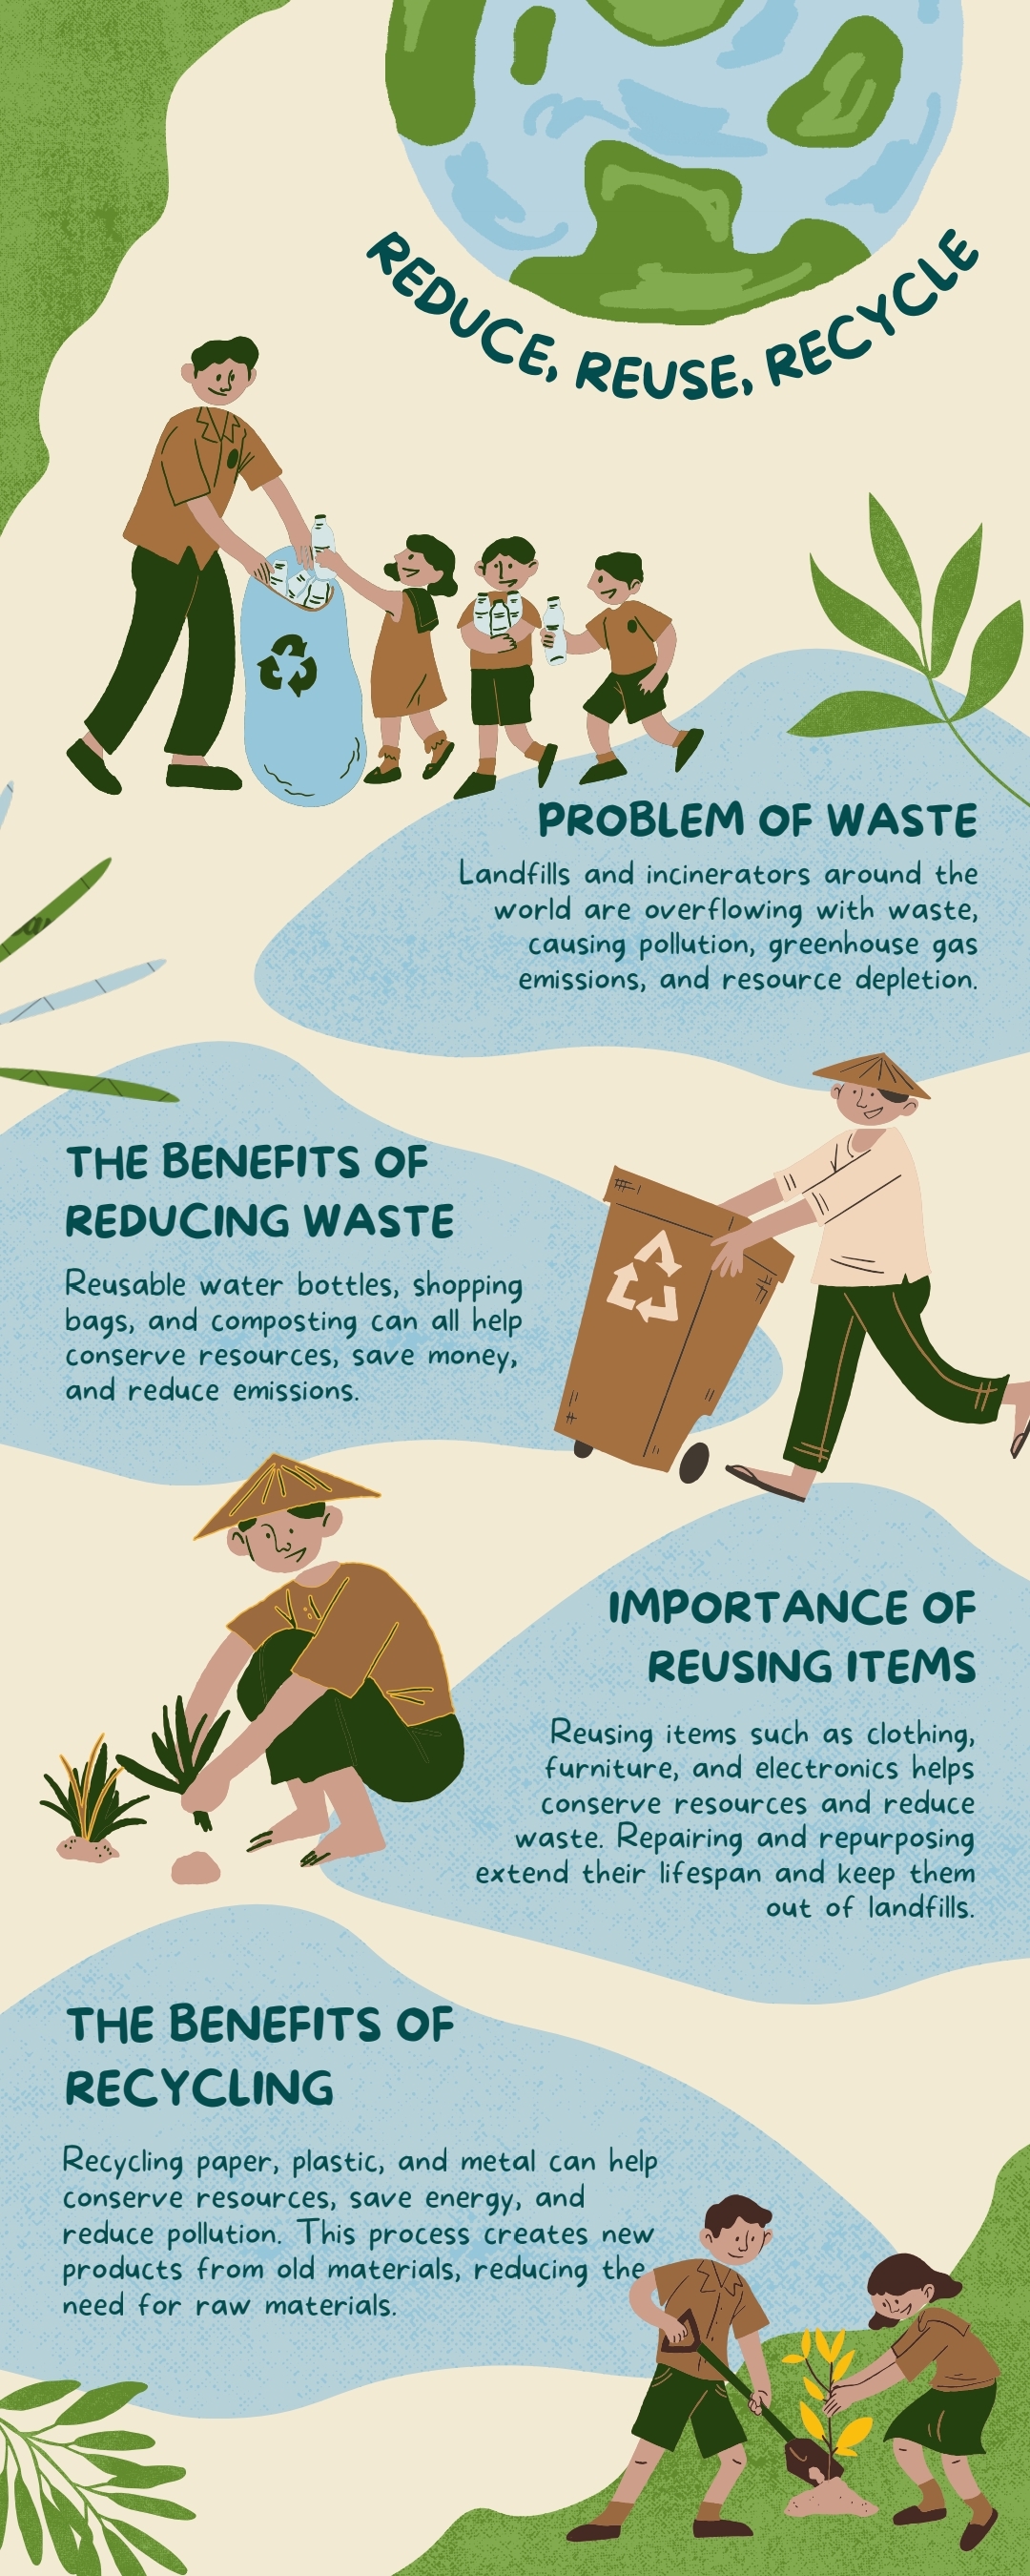 REDUCE, REUSE, RECYCLE
PROBLEM OF WASTE
Landfills and incinerators around the
world are overflowing with waste,
causing pollution, greenhouse gas
emissions, and resource depletion.
THE BENEFITS OF
REDUCING WASTE
Reusable water bottles, shopping
bags, and composting can all help
conserve resources, save money,
and reduce emissions.
IMPORTANCE OF
REUSING ITEMS
Reusing items such as clothing,
furniture, and electronics helps
conserve resources and reduce
waste. Repairing and repurposing
extend their lifespan and keep them
out of landfills.
THE BENEFITS OF
RECYCLING
Recycling paper, plastic, and metal can help
conserve resources, save energy, and
reduce pollution. This process creates new
products from old materials, reducing the
need for raw materials.